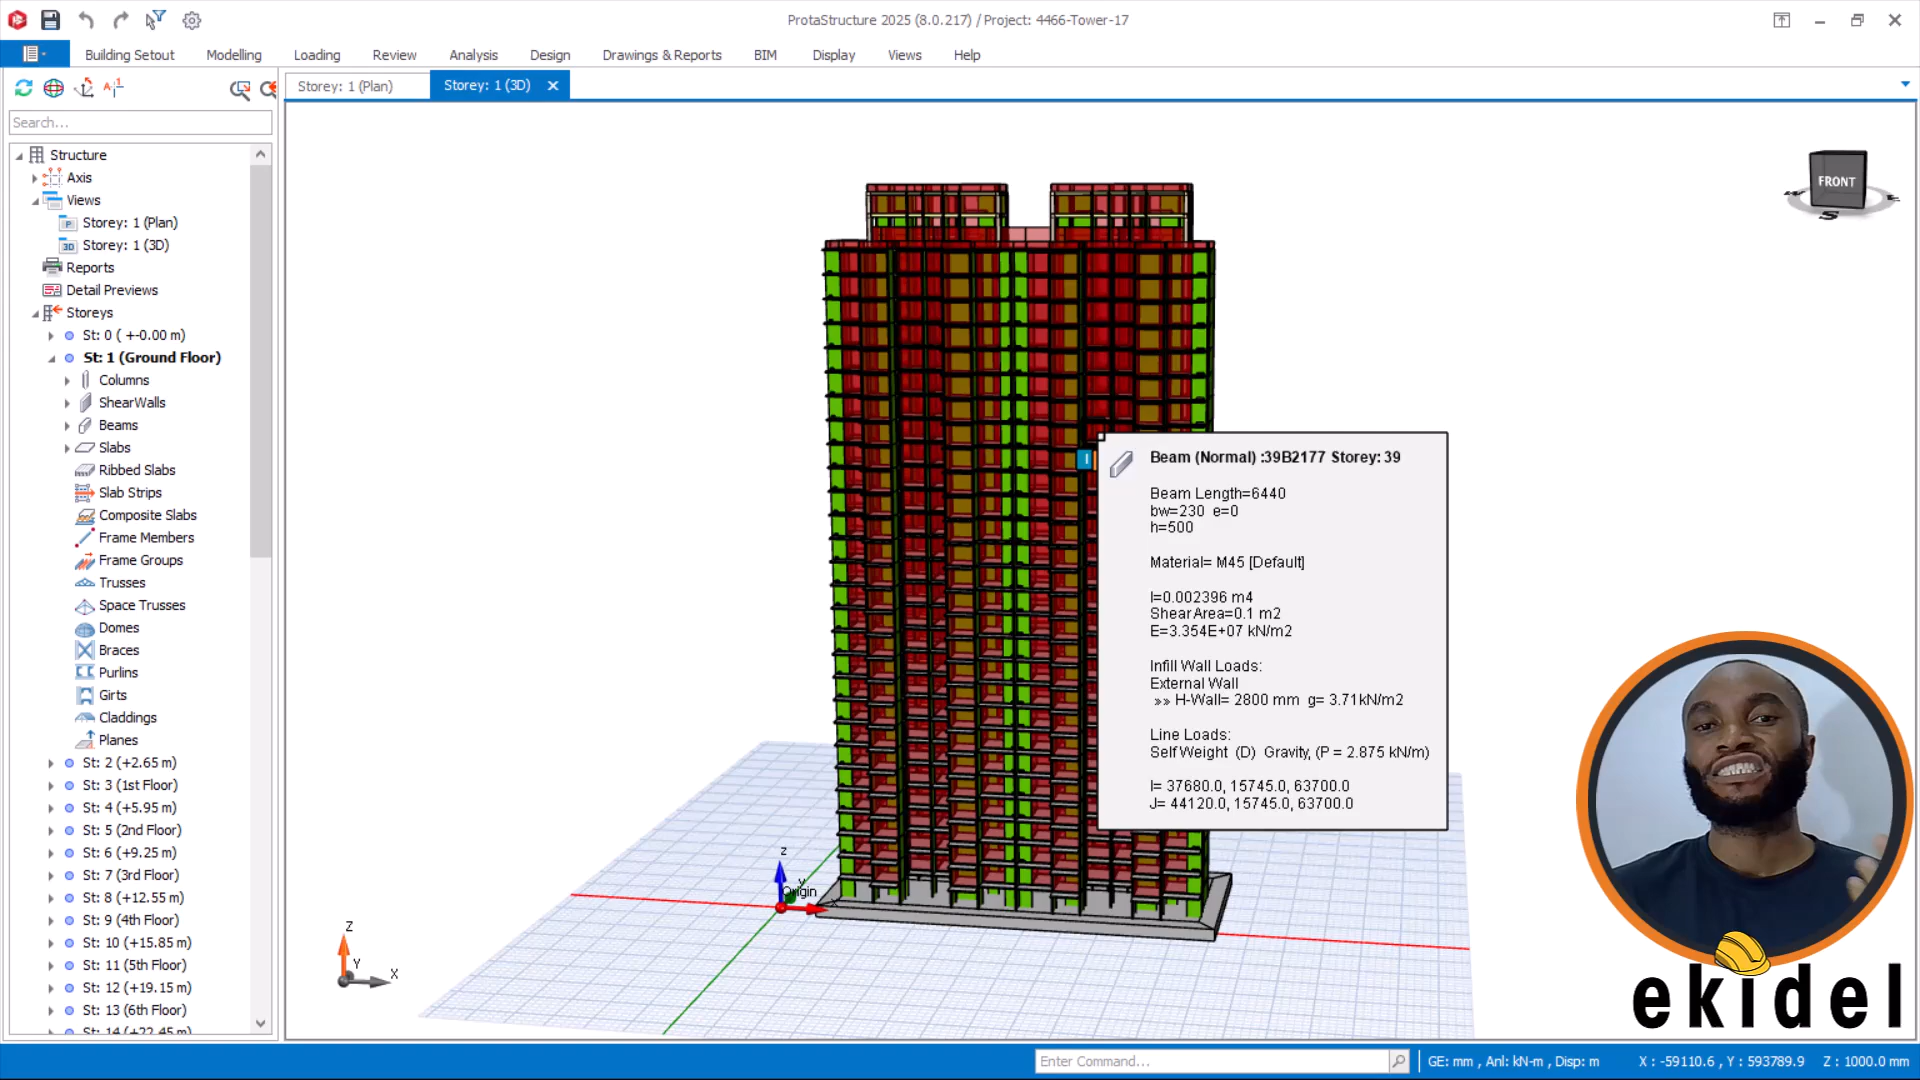 ProtaStructure 2025 (8.0.217) / Project: 4466-Tower-17
Building Setout
Modelling
Loading
Review
Analysis
Design
Drawings & Reports
BIM
Display
Views
Help
Storey: 1 (Plan)
Storey: 1 (3D)
Search...
Structure
Axis
Views
Storey: 1 (Plan)
Storey: 1 (3D)
Reports
Detail Previews
Storeys
St: 0 ( +-0.00 m)
St: 1 (Ground Floor)
Columns
ShearWalls
Beams
Slabs
Ribbed Slabs
Slab Strips
Composite Slabs
Frame Members
Frame Groups
Trusses
Space Trusses
Domes
Braces
Purlins
Girts
Claddings
Planes
St: 2 (+2.65 m)
St: 3 (1st Floor)
St: 4 (+5.95 m)
St: 5 (2nd Floor)
St: 6 (+9.25 m)
St: 7 (3rd Floor)
St: 8 (+12.55 m)
St: 9 (4th Floor)
St: 10 (+15.85 m)
St: 11 (5th Floor)
St: 12 (+19.15 m)
St: 13 (6th Floor)
St: 14 (+22.45 m)
FRONT
S
Beam (Normal) :39B2177 Storey: 39
Beam Length=6440
bw=230 e=0
h=500
Material= M45 [Default]
I=0.002396 m4
Shear Area=0.1 m2
E=3.354E+07 kN/m2
Infill Wall Loads:
External Wall
»» H-Wall= 2800 mm g= 3.71kN/m2
Line Loads:
Self Weight (D) Gravity, (P = 2.875 kN/m)
I= 37680.0, 15745.0, 63700.0
J= 44120.0, 15745.0, 63700.0
Z
Y
Origin
X
Z
Y
X
ekidel
Enter Command...
GE: mm , Anl: kN-m , Disp: m
X : -59110.6 , Y : 593789.9
Z : 1000.0 mm